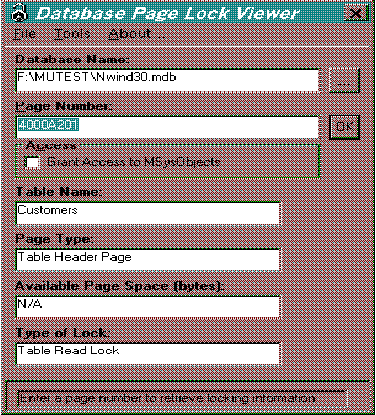 Database Page Lock Viewer
File Tools About...
Database Name:
F:\MUTEST\Nwind30.mdb
...
Page Number:
4000A201
OK
Access
Grant Access to MSysObjects
Table Name:
Customers
Page Type:
Table Header Page
Available Page Space (bytes):
N/A
Type of Lock:
Table Read Lock
Enter a page number to retrieve locking information